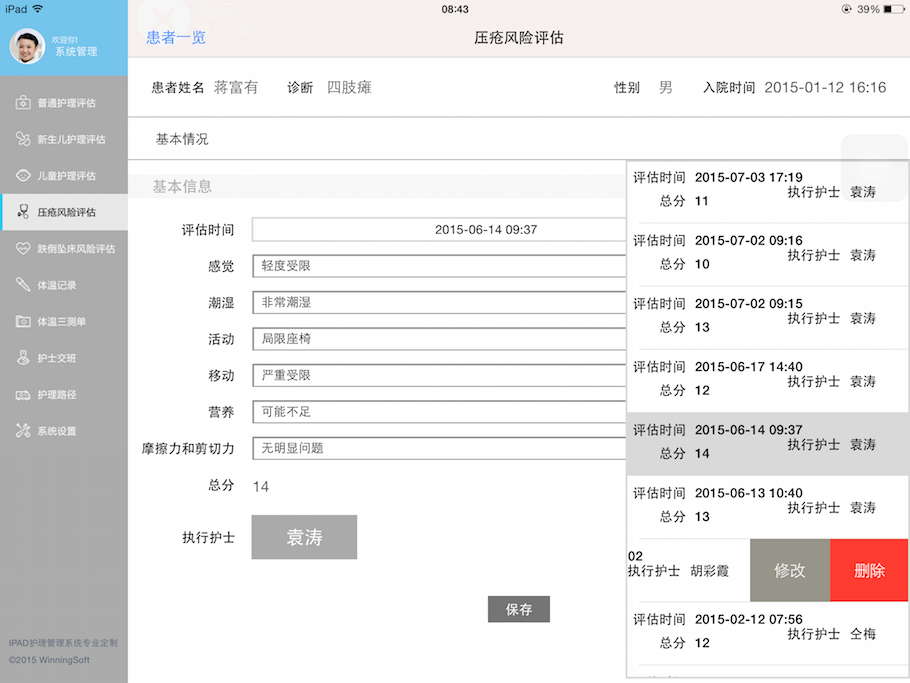 iPad 08:43 39%
欢迎你!
系统管理
普通护理评估
新生儿护理评估
儿童护理评估
压疮风险评估
跌倒坠床风险评估
体温记录
体温三测单
护士交班
护理路径
系统设置
IPAD护理管理系统专业定制
©2015 WinningSoft
患者一览 压疮风险评估
患者姓名 蒋富有 诊断 四肢瘫 性别 男 入院时间 2015-01-12 16:16
基本情况
基本信息
评估时间 2015-06-14 09:37
感觉 轻度受限
潮湿 非常潮湿
活动 局限座椅
移动 严重受限
营养 可能不足
摩擦力和剪切力 无明显问题
总分 14
执行护士 袁涛
保存
评估时间 2015-07-03 17:19
执行护士 袁涛
总分 11
评估时间 2015-07-02 09:16
执行护士 袁涛
总分 10
评估时间 2015-07-02 09:15
执行护士 袁涛
总分 13
评估时间 2015-06-17 14:40
执行护士 袁涛
总分 12
评估时间 2015-06-14 09:37
执行护士 袁涛
总分 14
评估时间 2015-06-13 10:40
执行护士 袁涛
总分 13
02
执行护士 胡彩霞 修改 删除
评估时间 2015-02-12 07:56
执行护士 仝梅
总分 12